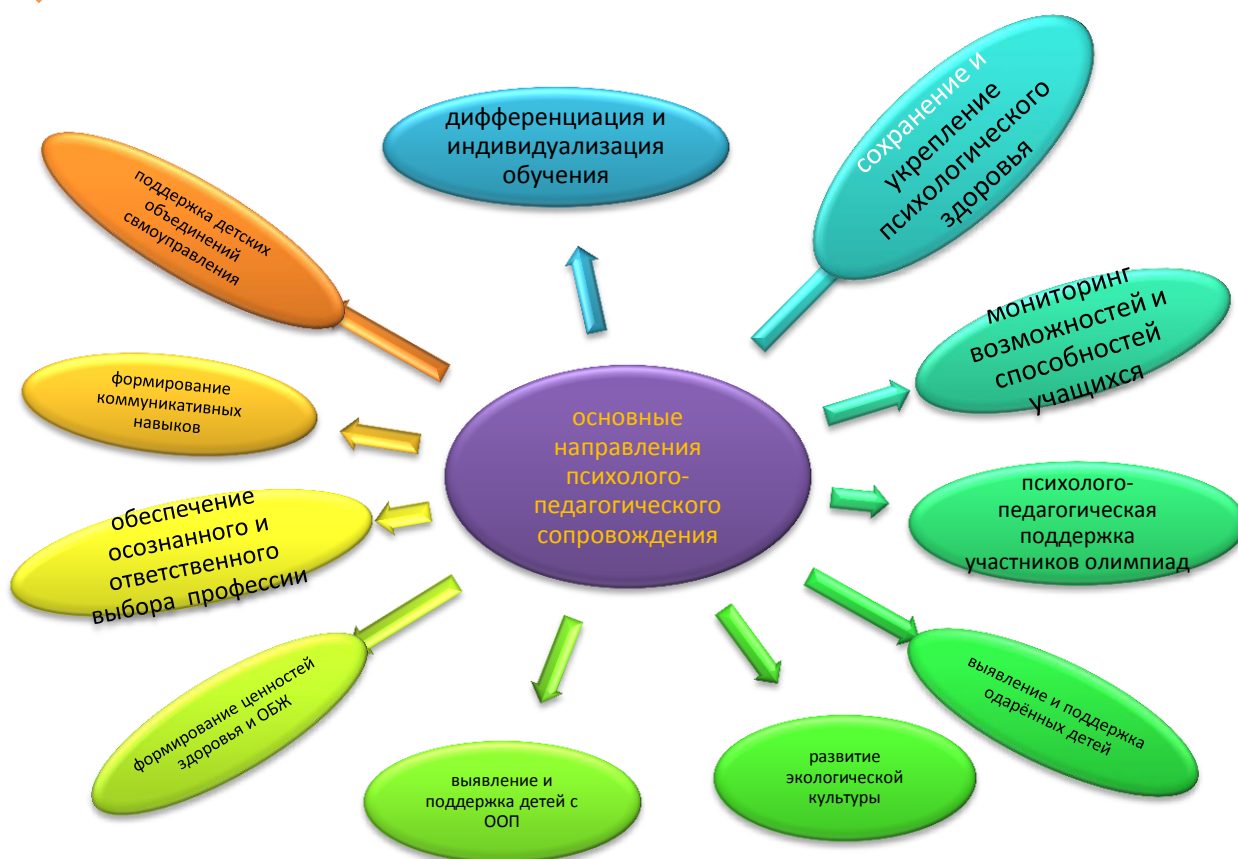 дифференциация и
индивидуализация
обучения
сохранение и
укрепление
психологического
здоровья
мониторинг
возможностей и
способностей
учащихся
психолого-
педагогическая
поддержка
участников олимпиад
выявление и поддержка
одарённых детей
развитие
экологической
культуры
выявление и
поддержка детей с
ООП
формирование ценностей
здоровья и ОБЖ
обеспечение
осознанного и
ответственного
выбора профессии
формирование
коммуникативных
навыков
поддержка детских
объединений
свмоуправления
основные
направления
психолого-
педагогического
сопровождения